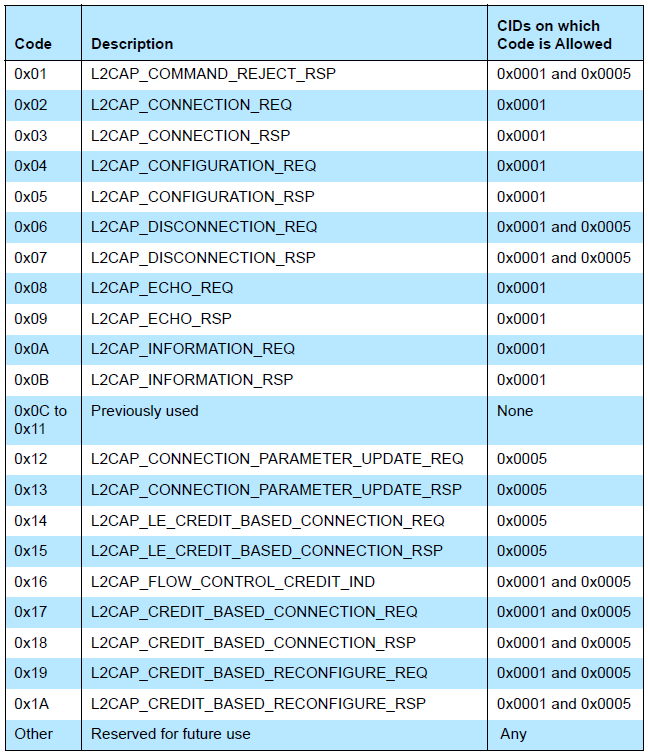 Code Description CIDs on which Code is Allowed
0x01 L2CAP_COMMAND_REJECT_RSP 0x0001 and 0x0005
0x02 L2CAP_CONNECTION_REQ 0x0001
0x03 L2CAP_CONNECTION_RSP 0x0001
0x04 L2CAP_CONFIGURATION_REQ 0x0001
0x05 L2CAP_CONFIGURATION_RSP 0x0001
0x06 L2CAP_DISCONNECTION_REQ 0x0001 and 0x0005
0x07 L2CAP_DISCONNECTION_RSP 0x0001 and 0x0005
0x08 L2CAP_ECHO_REQ 0x0001
0x09 L2CAP_ECHO_RSP 0x0001
0x0A L2CAP_INFORMATION_REQ 0x0001
0x0B L2CAP_INFORMATION_RSP 0x0001
0x0C to 0x11 Previously used None
0x12 L2CAP_CONNECTION_PARAMETER_UPDATE_REQ 0x0005
0x13 L2CAP_CONNECTION_PARAMETER_UPDATE_RSP 0x0005
0x14 L2CAP_LE_CREDIT_BASED_CONNECTION_REQ 0x0005
0x15 L2CAP_LE_CREDIT_BASED_CONNECTION_RSP 0x0005
0x16 L2CAP_FLOW_CONTROL_CREDIT_IND 0x0001 and 0x0005
0x17 L2CAP_CREDIT_BASED_CONNECTION_REQ 0x0001 and 0x0005
0x18 L2CAP_CREDIT_BASED_CONNECTION_RSP 0x0001 and 0x0005
0x19 L2CAP_CREDIT_BASED_RECONFIGURE_REQ 0x0001 and 0x0005
0x1A L2CAP_CREDIT_BASED_RECONFIGURE_RSP 0x0001 and 0x0005
Other Reserved for future use Any